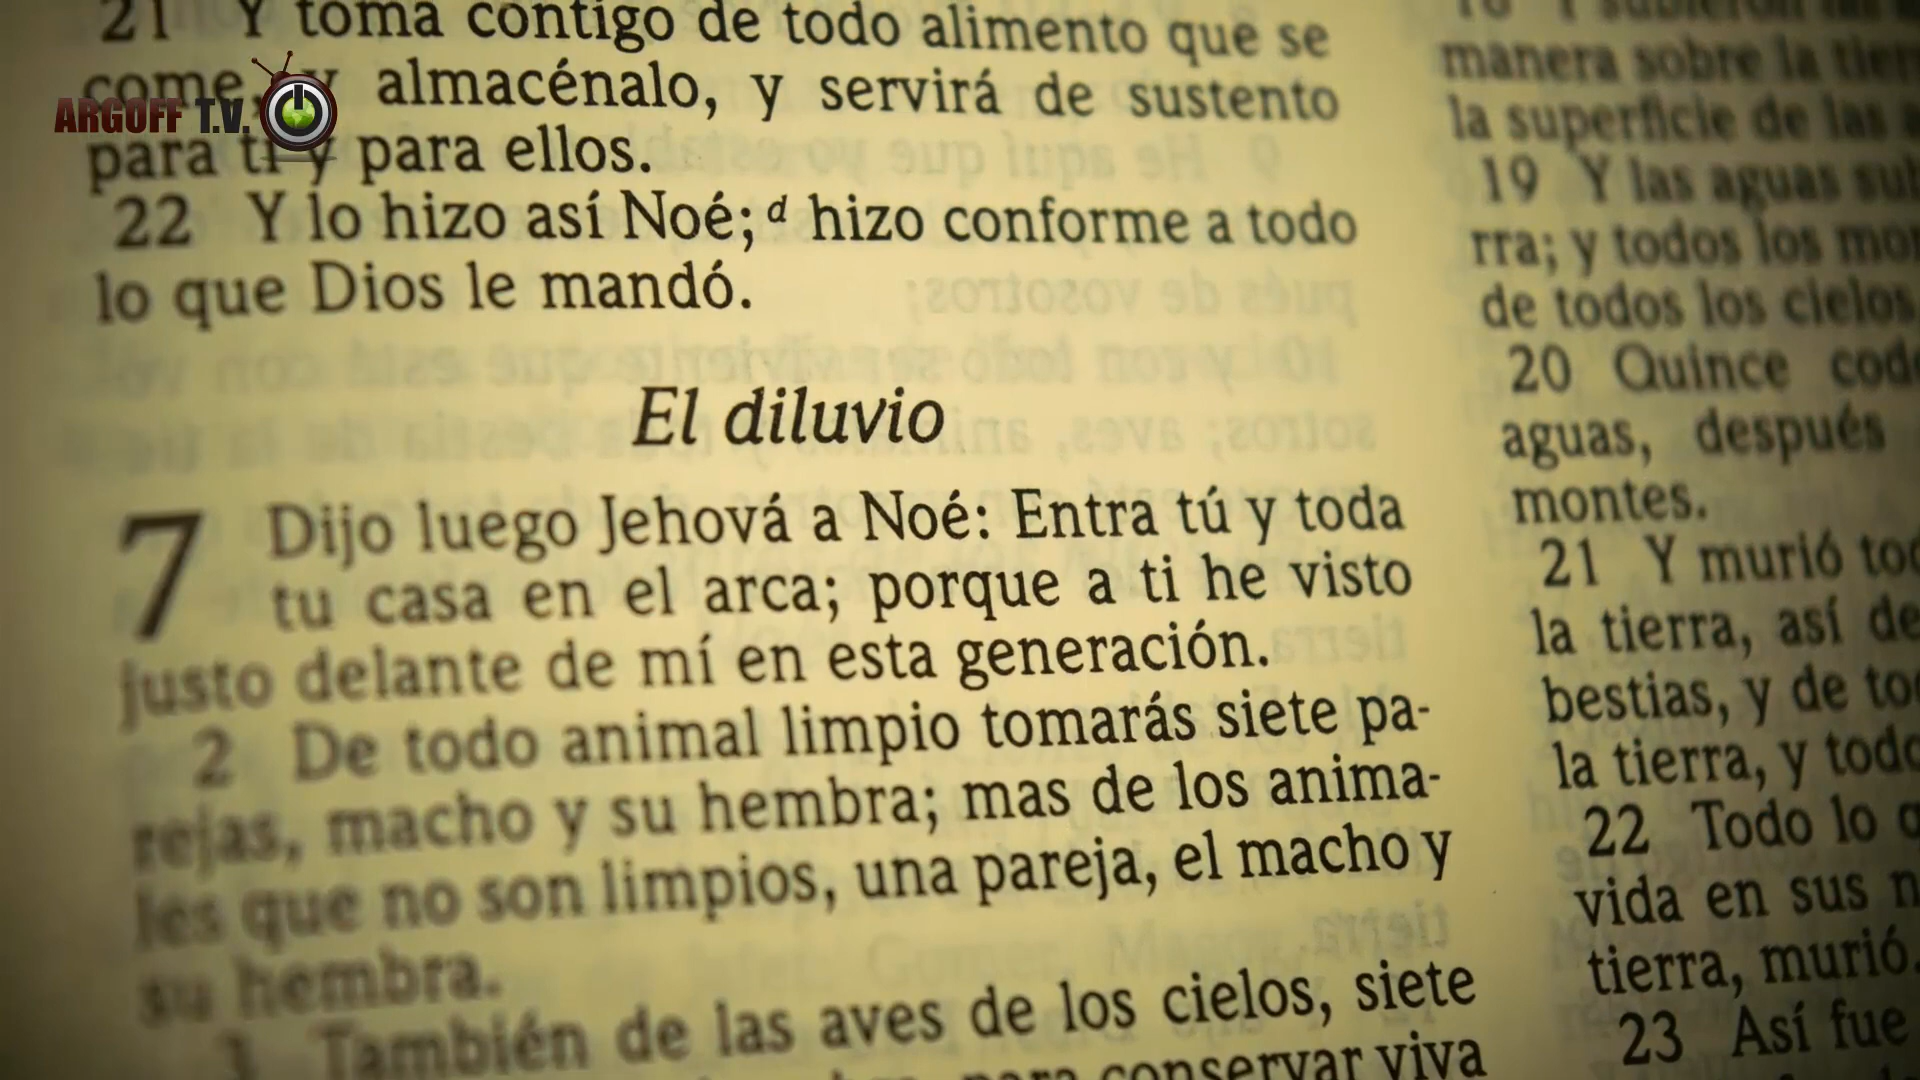 ARGOFF T.V.
21 Y toma contigo de todo alimento que se
come, y almacénalo, y servirá de sustento
para ti y para ellos.
22 Y lo hizo así Noé;ᵈ hizo conforme a todo
lo que Dios le mandó.
El diluvio
7 Dijo luego Jehová a Noé: Entra tú y toda
tu casa en el arca; porque a ti he visto
justo delante de mí en esta generación.
2 De todo animal limpio tomarás siete pa-
rejas, macho y su hembra; mas de los anima-
les que no son limpios, una pareja, el macho y
su hembra.
3 También de las aves de los cielos, siete
para conservar viva
manera sobre la
la superficie de las
19 Y las aguas
rra; y todos los
de todos los cielos
20 Quince
aguas, después
montes.
21 Y murió
la tierra, así
bestias, y de
la tierra, y
22 Todo lo
vida en sus
tierra, murió.
23 Así fue